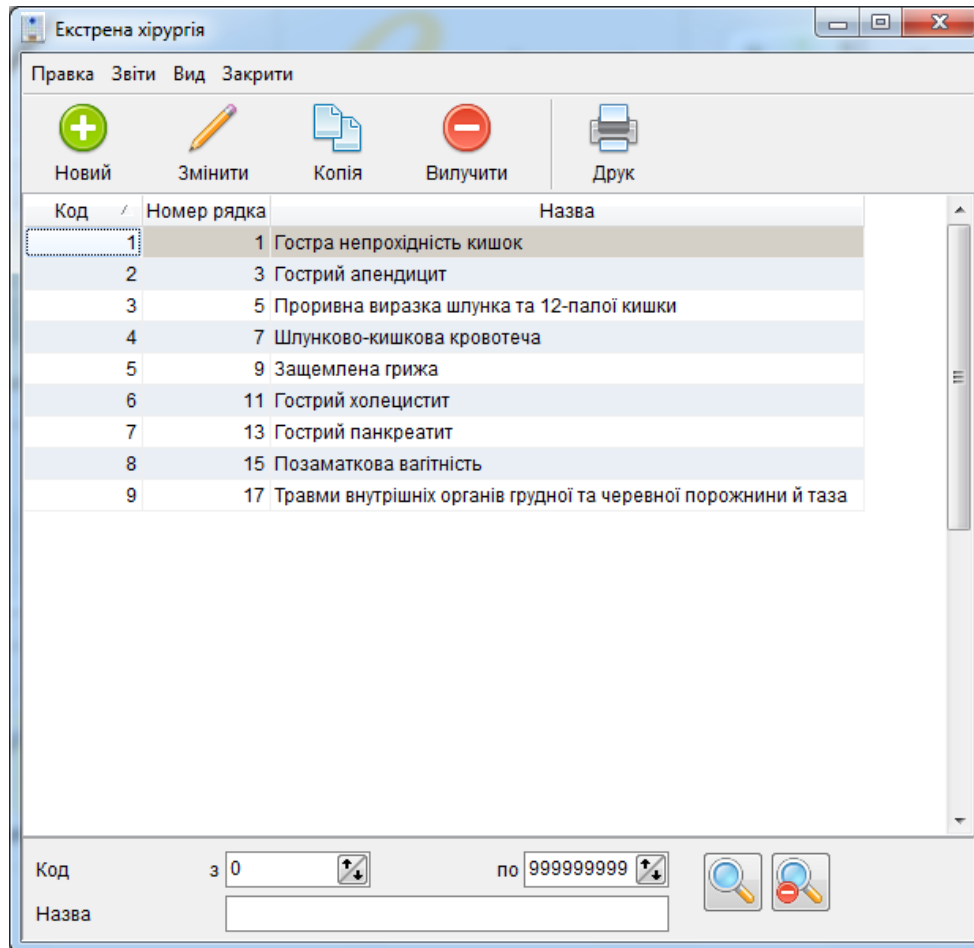 Екстрена хірургія
Правка Звіти Вид Закрити
Новий Змінити Копія Вилучити Друк
Код Номер рядка Назва
1 1 Гостра непрохідність кишок
2 3 Гострий апендицит
3 5 Проривна виразка шлунка та 12-палої кишки
4 7 Шлунково-кишкова кровотеча
5 9 Защемлена грижа
6 11 Гострий холецистит
7 13 Гострий панкреатит
8 15 Позаматкова вагітність
9 17 Травми внутрішніх органів грудної та черевної порожнини й таза
Код з 0 по 999999999
Назва